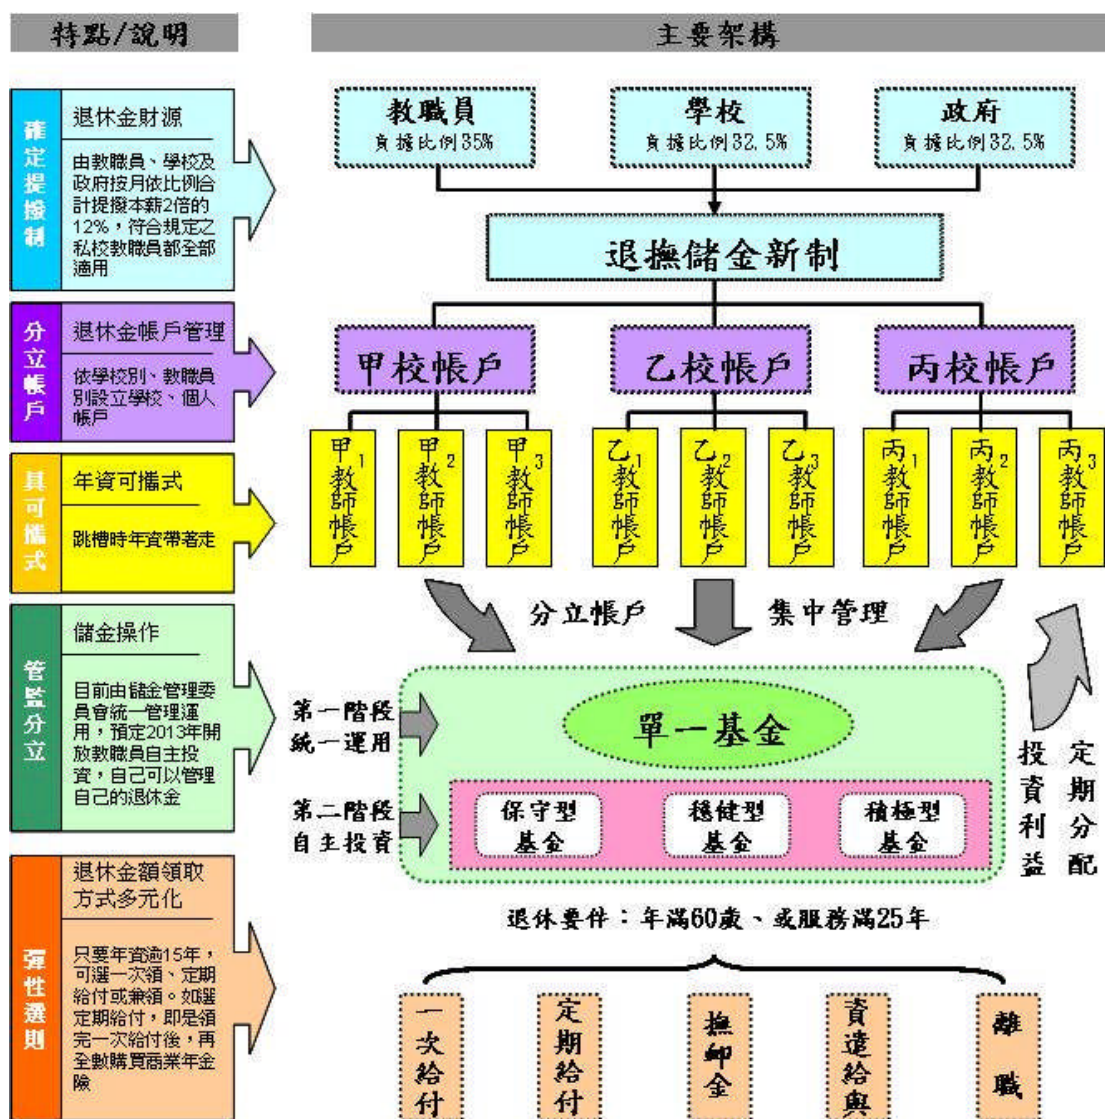 特點/說明
主要架構
確定提撥制
退休金財源
由教職員、學校及
政府按月依比例合
計提撥本薪2倍的
12%，符合規定之
私校教職員都全部
適用
教職員
負擔比例35%
學校
負擔比例32.5%
政府
負擔比例32.5%
退撫儲金新制
分立帳戶
退休金帳戶管理
依學校別、教職員
別設立學校、個人
帳戶
甲校帳戶
乙校帳戶
丙校帳戶
具可攜式
年資可攜式
跳槽時年資帶著走
甲1教師帳戶
甲2教師帳戶
甲3教師帳戶
乙1教師帳戶
乙2教師帳戶
乙3教師帳戶
丙1教師帳戶
丙2教師帳戶
丙3教師帳戶
分立帳戶
集中管理
管監分立
儲金操作
目前由儲金管理委
員會統一管理運
用，預定2013年開
放教職員自主投
資，自己可以管理
自己的退休金
第一階段
統一運用
單一基金
第二階段
自主投資
保守型
基金
穩健型
基金
積極型
基金
投資利益
定期分配
彈性選則
退休金額領取
方式多元化
只要年資逾15年，
可選一次領、定期
給付或兼領。如選
定期給付，即是領
完一次給付後，再
全數購買商業年金
險
退休要件：年滿60歲、或服務滿25年
一次給付
定期給付
撫卹金
資遣給與
離職